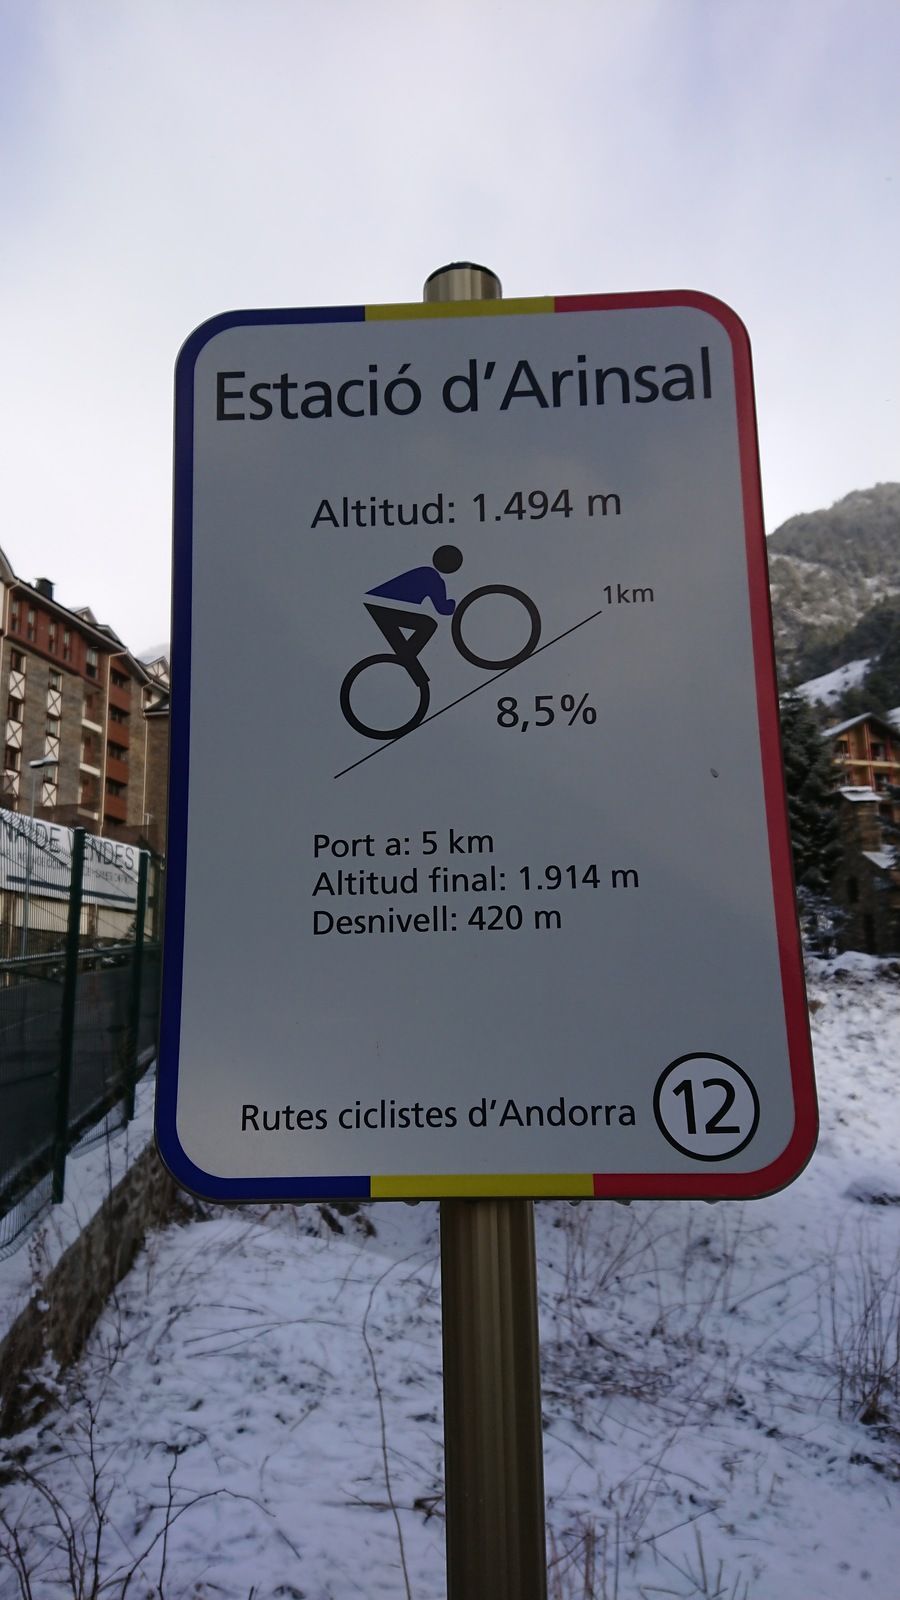 Estació d'Arinsal
Altitud: 1.494 m
1km
8,5%
Port a: 5 km
Altitud final: 1.914 m
Desnivell: 420 m
Rutes ciclistes d'Andorra 12